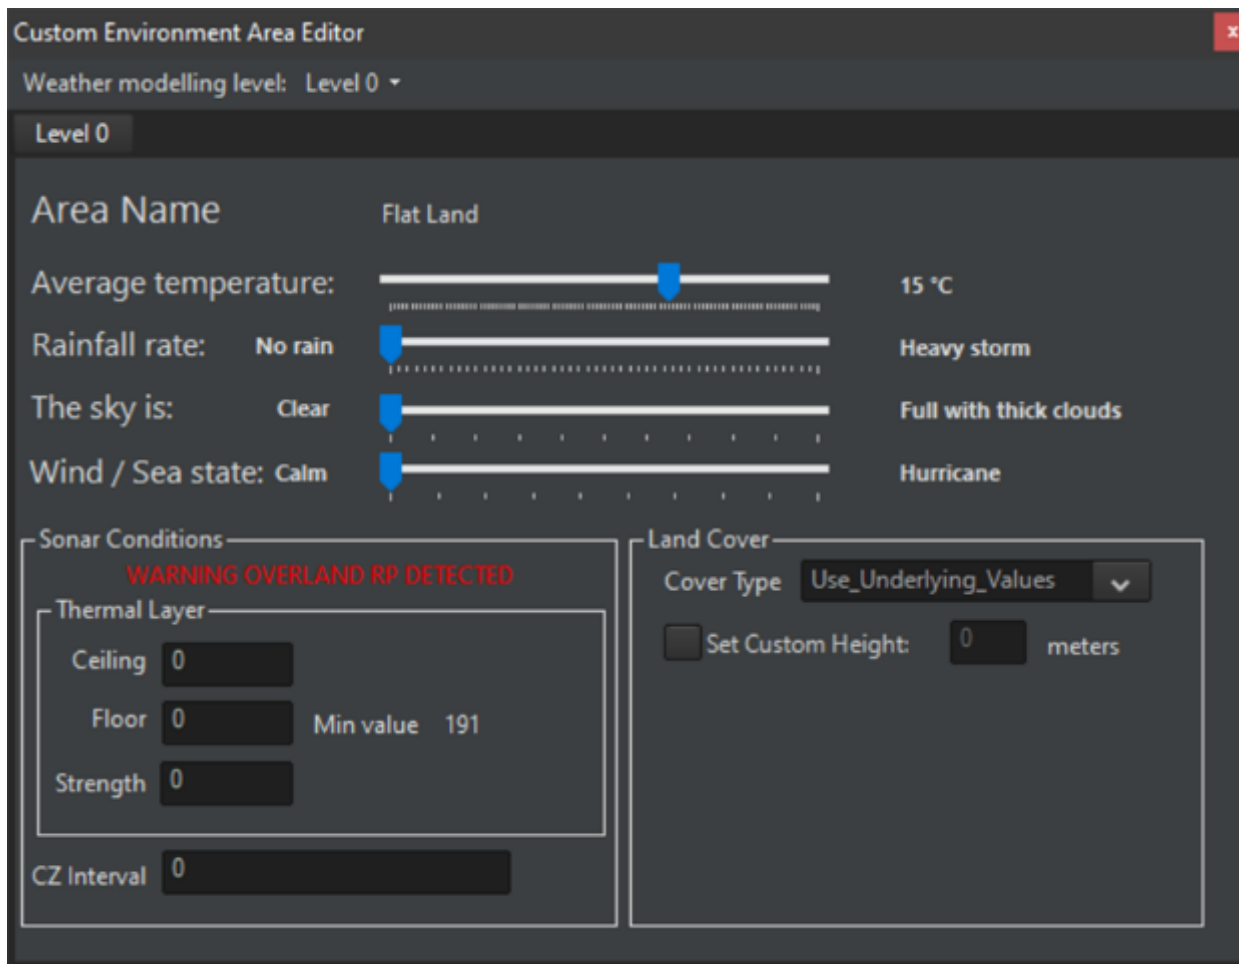 Custom Environment Area Editor
x
Weather modelling level: Level 0
Level 0
Area Name Flat Land
Average temperature: 15 °C
Rainfall rate: No rain Heavy storm
The sky is: Clear Full with thick clouds
Wind / Sea state: Calm Hurricane
Sonar Conditions
WARNING OVERLAND RP DETECTED
Thermal Layer
Ceiling 0
Floor 0 Min value 191
Strength 0
CZ Interval 0
Land Cover
Cover Type Use_Underlying_Values
Set Custom Height: 0 meters